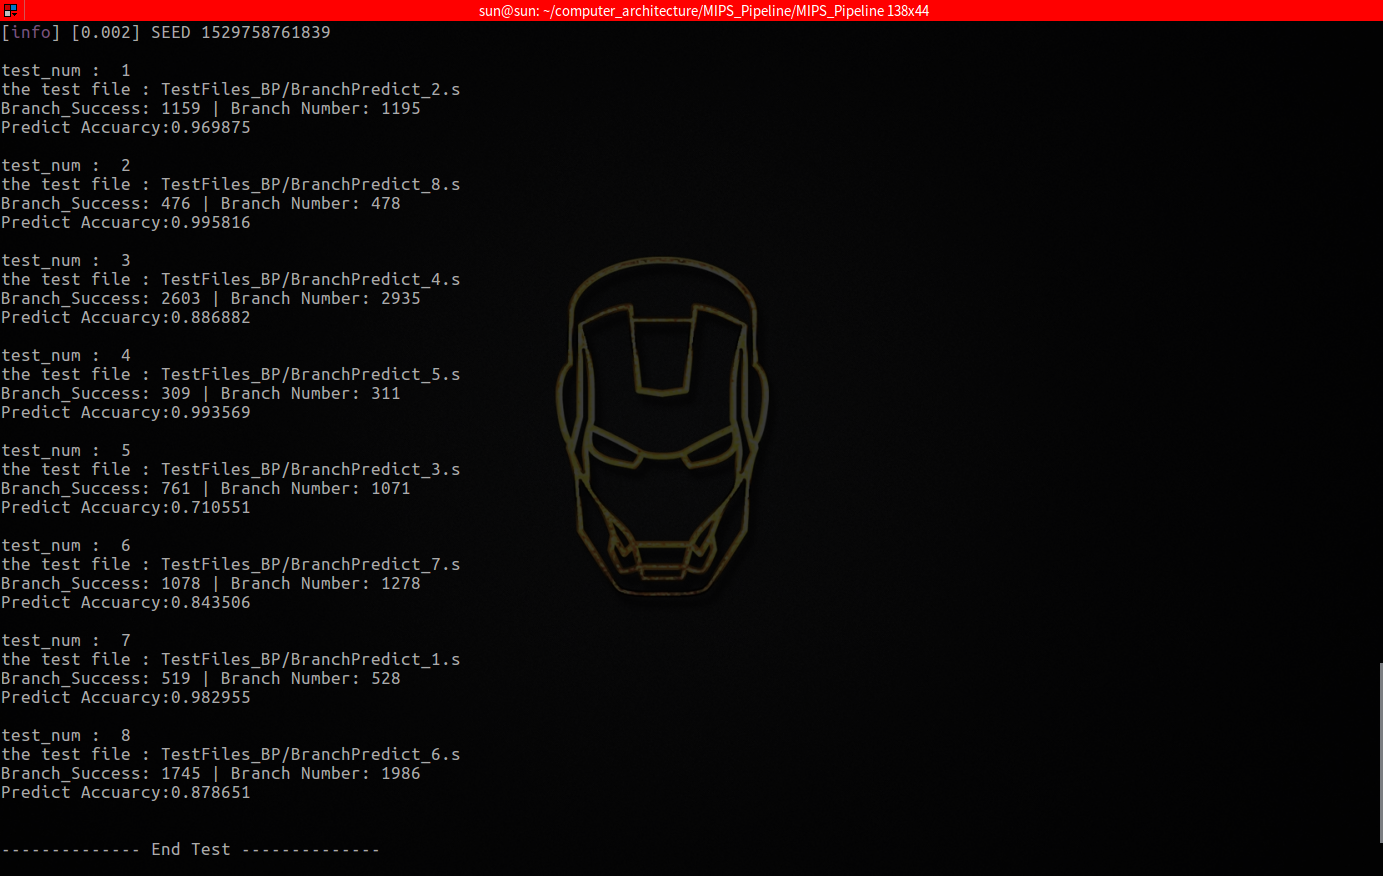 sun@sun: ~/computer_architecture/MIPS_Pipeline/MIPS_Pipeline 138x44
[info] [0.002] SEED 1529758761839
test_num :  1
the test file : TestFiles_BP/BranchPredict_2.s
Branch_Success: 1159 | Branch Number: 1195
Predict Accuarcy:0.969875
test_num :  2
the test file : TestFiles_BP/BranchPredict_8.s
Branch_Success: 476 | Branch Number: 478
Predict Accuarcy:0.995816
test_num :  3
the test file : TestFiles_BP/BranchPredict_4.s
Branch_Success: 2603 | Branch Number: 2935
Predict Accuarcy:0.886882
test_num :  4
the test file : TestFiles_BP/BranchPredict_5.s
Branch_Success: 309 | Branch Number: 311
Predict Accuarcy:0.993569
test_num :  5
the test file : TestFiles_BP/BranchPredict_3.s
Branch_Success: 761 | Branch Number: 1071
Predict Accuarcy:0.710551
test_num :  6
the test file : TestFiles_BP/BranchPredict_7.s
Branch_Success: 1078 | Branch Number: 1278
Predict Accuarcy:0.843506
test_num :  7
the test file : TestFiles_BP/BranchPredict_1.s
Branch_Success: 519 | Branch Number: 528
Predict Accuarcy:0.982955
test_num :  8
the test file : TestFiles_BP/BranchPredict_6.s
Branch_Success: 1745 | Branch Number: 1986
Predict Accuarcy:0.878651
-------------- End Test --------------